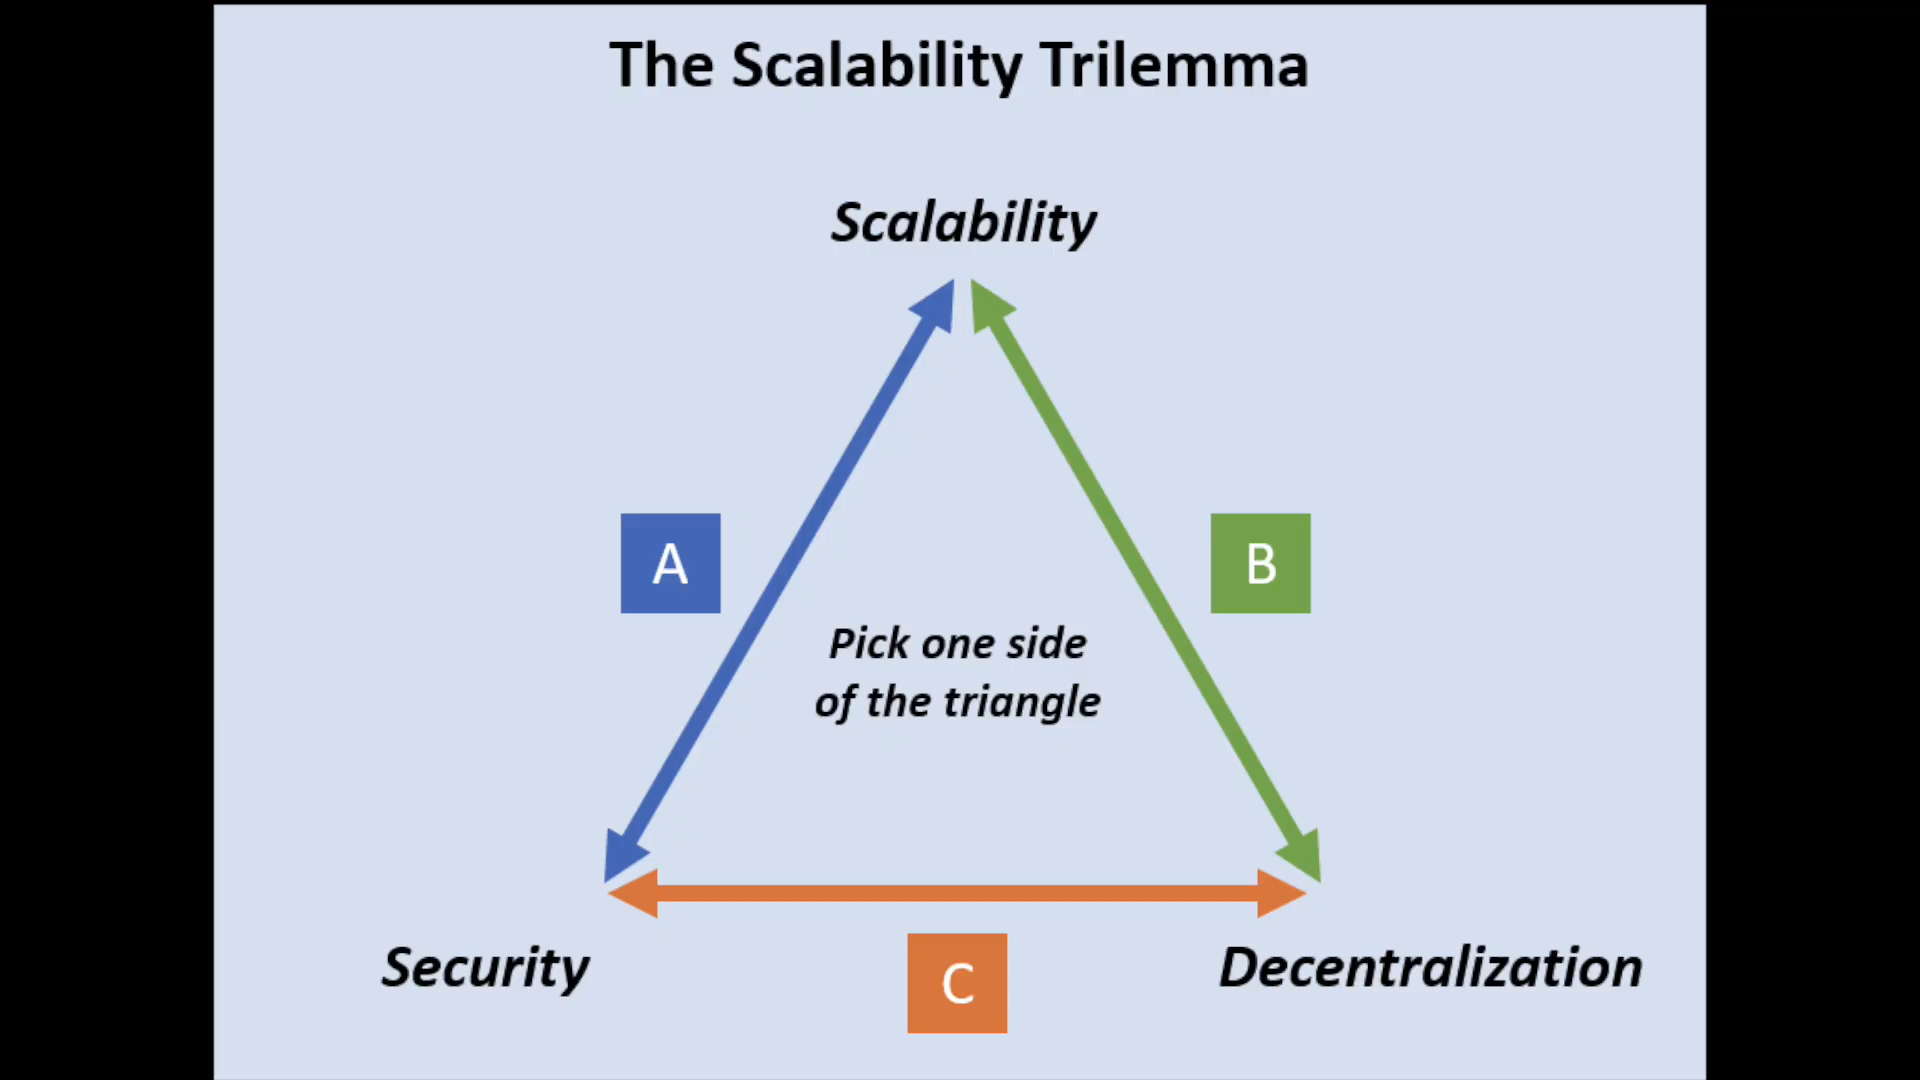 The Scalability Trilemma
Scalability
A
B
Pick one side
of the triangle
Security
Decentralization
C